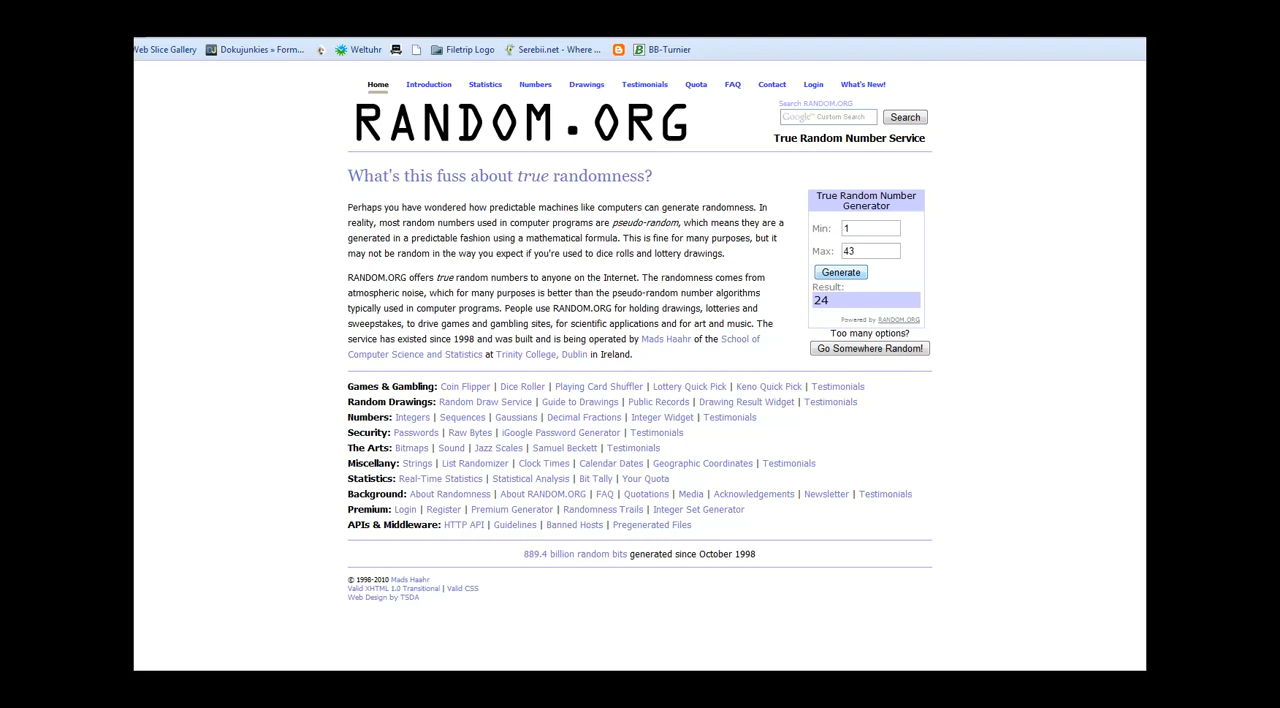 Web Slice Gallery Dokujunkies » Form... Weltuhr Filetrip Logo Serebii.net - Where ... BB-Turnier
Home Introduction Statistics Numbers Drawings Testimonials Quota FAQ Contact Login What's New!
Search RANDOM.ORG
RANDOM.ORG
Google™ Custom Search Search
True Random Number Service
What's this fuss about true randomness?
Perhaps you have wondered how predictable machines like computers can generate randomness. In
reality, most random numbers used in computer programs are pseudo-random, which means they are a
generated in a predictable fashion using a mathematical formula. This is fine for many purposes, but it
may not be random in the way you expect if you're used to dice rolls and lottery drawings.
RANDOM.ORG offers true random numbers to anyone on the Internet. The randomness comes from
atmospheric noise, which for many purposes is better than the pseudo-random number algorithms
typically used in computer programs. People use RANDOM.ORG for holding drawings, lotteries and
sweepstakes, to drive games and gambling sites, for scientific applications and for art and music. The
service has existed since 1998 and was built and is being operated by Mads Haahr of the School of
Computer Science and Statistics at Trinity College, Dublin in Ireland.
True Random Number
Generator
Min: 1
Max: 43
Generate
Result:
24
Powered by RANDOM.ORG
Too many options?
Go Somewhere Random!
Games & Gambling: Coin Flipper | Dice Roller | Playing Card Shuffler | Lottery Quick Pick | Keno Quick Pick | Testimonials
Random Drawings: Random Draw Service | Guide to Drawings | Public Records | Drawing Result Widget | Testimonials
Numbers: Integers | Sequences | Gaussians | Decimal Fractions | Integer Widget | Testimonials
Security: Passwords | Raw Bytes | iGoogle Password Generator | Testimonials
The Arts: Bitmaps | Sound | Jazz Scales | Samuel Beckett | Testimonials
Miscellany: Strings | List Randomizer | Clock Times | Calendar Dates | Geographic Coordinates | Testimonials
Statistics: Real-Time Statistics | Statistical Analysis | Bit Tally | Your Quota
Background: About Randomness | About RANDOM.ORG | FAQ | Quotations | Media | Acknowledgements | Newsletter | Testimonials
Premium: Login | Register | Premium Generator | Randomness Trails | Integer Set Generator
APIs & Middleware: HTTP API | Guidelines | Banned Hosts | Pregenerated Files
889.4 billion random bits generated since October 1998
© 1998-2010 Mads Haahr
Valid XHTML 1.0 Transitional | Valid CSS
Web Design by TSDA